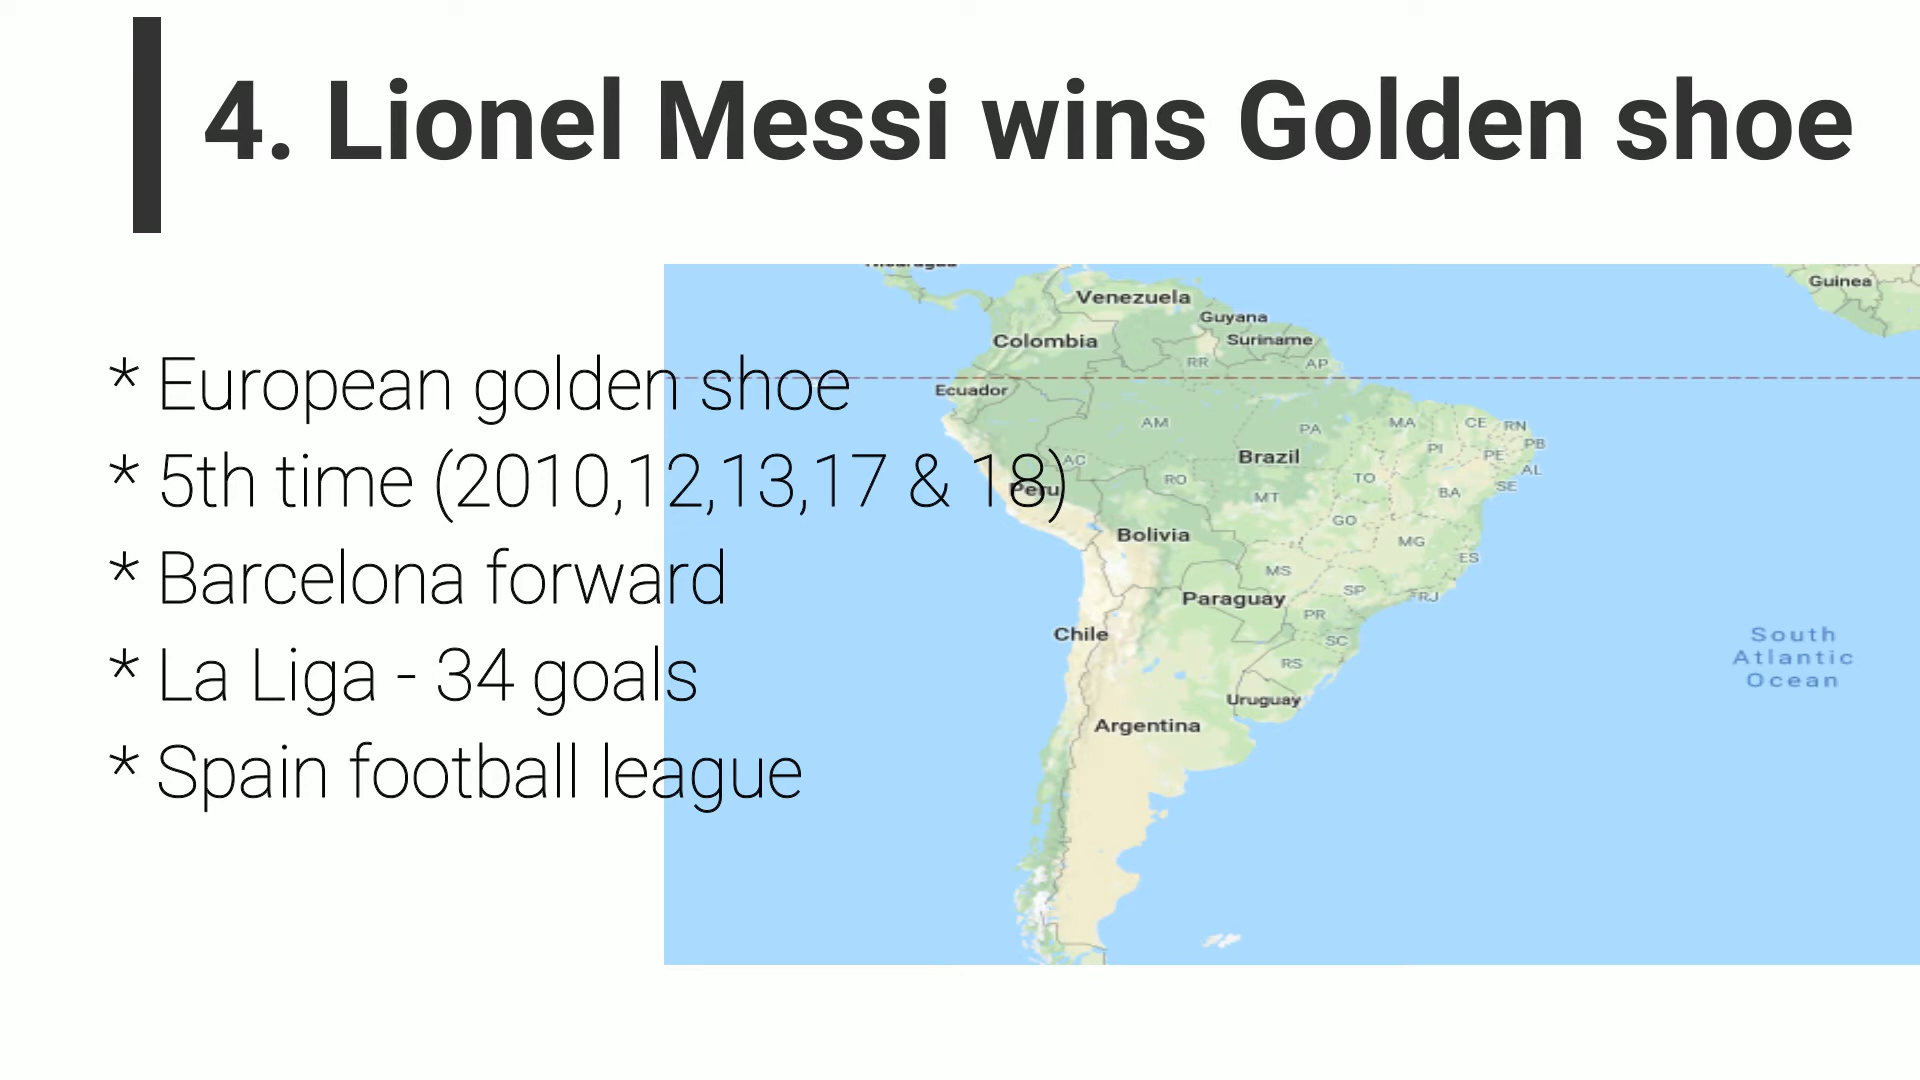 4. Lionel Messi wins Golden shoe
* European golden shoe
* 5th time (2010,12,13,17 & 18)
* Barcelona forward
* La Liga - 34 goals
* Spain football league
Nicaragua
Guinea
Venezuela
Guyana
Colombia
Suriname
RR
AP
Ecuador
AM
PA
MA
CE
RN
PB
PI
PE
AL
AC
Brazil
RO
TO
SE
Peru
MT
BA
GO
Bolivia
MG
ES
MS
SP
RJ
Paraguay
PR
Chile
SC
RS
Uruguay
Argentina
South
Atlantic
Ocean